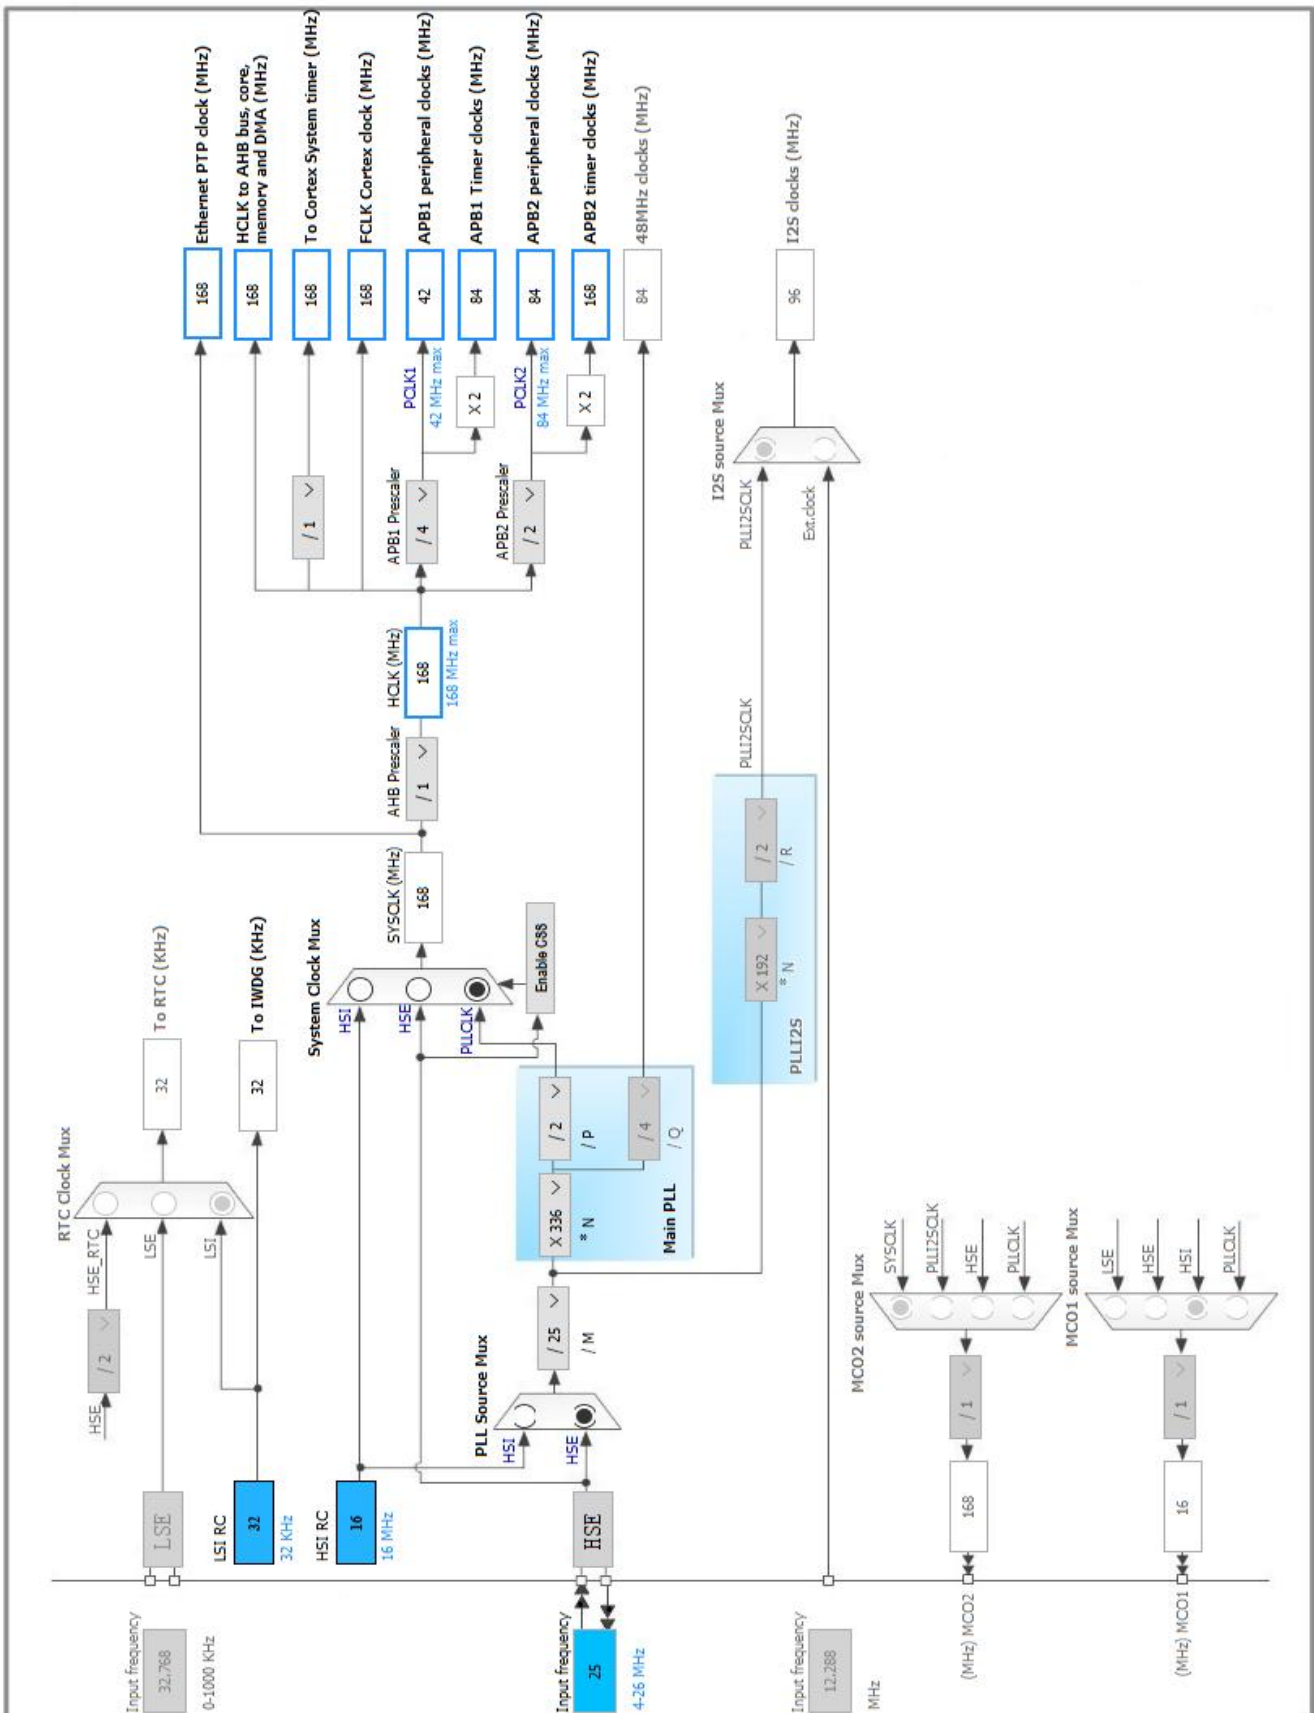 Input frequency
32.768
0-1000 KHz
LSE
HSE
/ 2
HSE_RTC
LSE
LSI
RTC Clock Mux
32
To RTC (KHz)
LSI RC
32
32 KHz
32
To IWDG (KHz)
HSI RC
16
16 MHz
System Clock Mux
HSI
HSE
PLLCLK
Enable CSS
SYSCLK (MHz)
168
AHB Prescaler
/ 1
HCLK (MHz)
168
168 MHz max
168
Ethernet PTP clock (MHz)
168
HCLK to AHB bus, core,
memory and DMA (MHz)
/ 1
168
To Cortex System timer (MHz)
168
FCLK Cortex clock (MHz)
APB1 Prescaler
/ 4
PCLK1
42 MHz max
42
APB1 peripheral clocks (MHz)
X 2
84
APB1 Timer clocks (MHz)
APB2 Prescaler
/ 2
PCLK2
84 MHz max
84
APB2 peripheral clocks (MHz)
X 2
168
APB2 timer clocks (MHz)
84
48MHz clocks (MHz)
Input frequency
25
4-26 MHz
HSE
PLL Source Mux
HSI
HSE
/ 25
/ M
X 336
* N
/ 2
/ P
/ 4
/ Q
Main PLL
X 192
* N
/ 2
/ R
PLLI2S
PLLI2SCLK
PLLI2SCLK
I2S source Mux
Ext.clock
96
I2S clocks (MHz)
Input frequency
12.288
MHz
MCO2 source Mux
SYSCLK
PLLI2SCLK
HSE
PLLCLK
/ 1
168
(MHz) MCO2
MCO1 source Mux
LSE
HSE
HSI
PLLCLK
/ 1
16
(MHz) MCO1